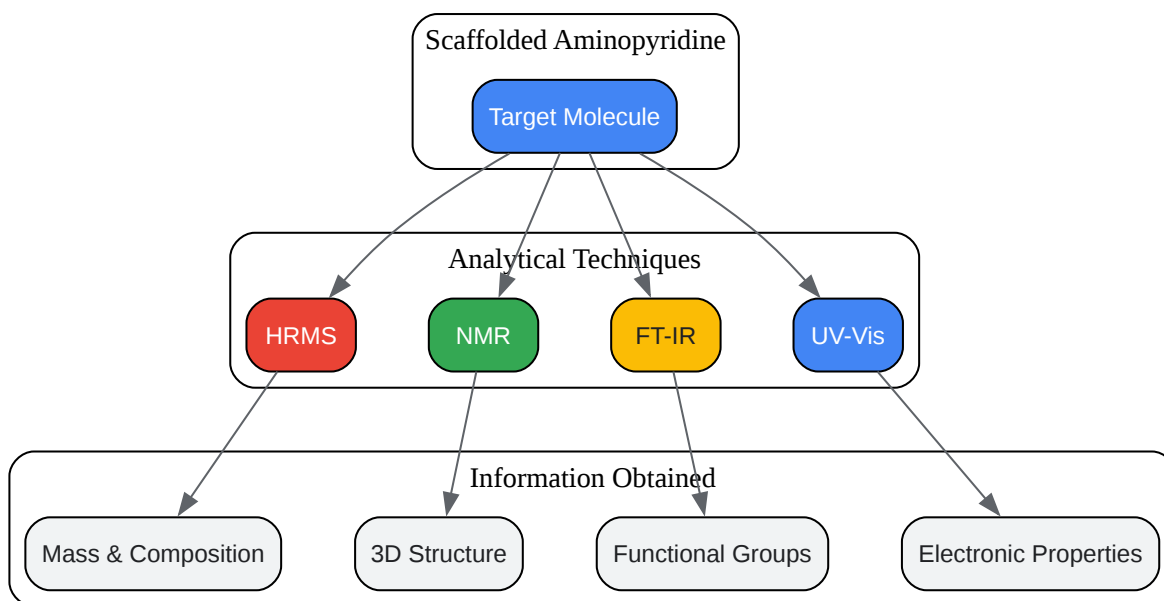 Scaffolded Aminopyridine
Target Molecule
Analytical Techniques
HRMS
NMR
FT-IR
UV-Vis
Information Obtained
Mass & Composition
3D Structure
Functional Groups
Electronic Properties